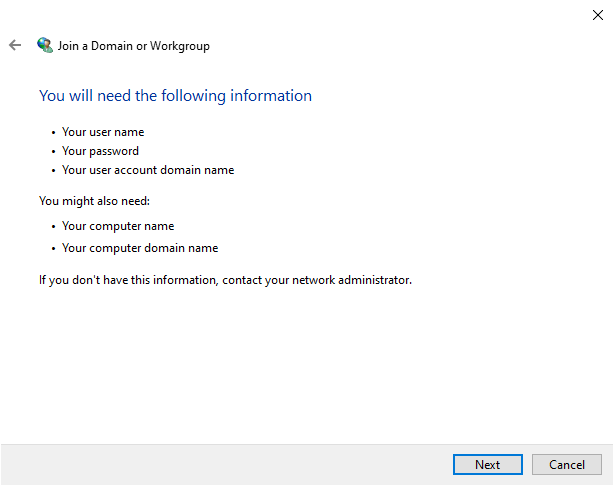 Join a Domain or Workgroup
You will need the following information
• Your user name
• Your password
• Your user account domain name
You might also need:
• Your computer name
• Your computer domain name
If you don't have this information, contact your network administrator.
Next
Cancel